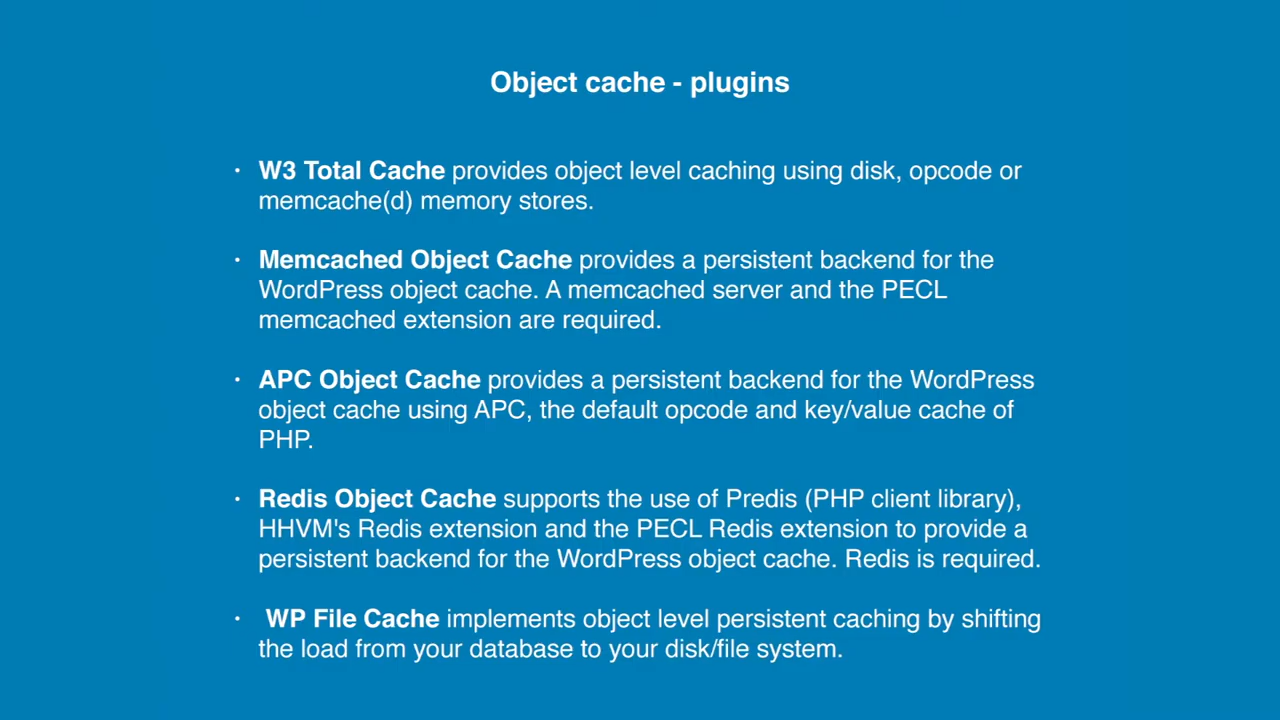 Object cache - plugins
· W3 Total Cache provides object level caching using disk, opcode or
memcache(d) memory stores.
· Memcached Object Cache provides a persistent backend for the
WordPress object cache. A memcached server and the PECL
memcached extension are required.
· APC Object Cache provides a persistent backend for the WordPress
object cache using APC, the default opcode and key/value cache of
PHP.
· Redis Object Cache supports the use of Predis (PHP client library),
HHVM's Redis extension and the PECL Redis extension to provide a
persistent backend for the WordPress object cache. Redis is required.
· WP File Cache implements object level persistent caching by shifting
the load from your database to your disk/file system.